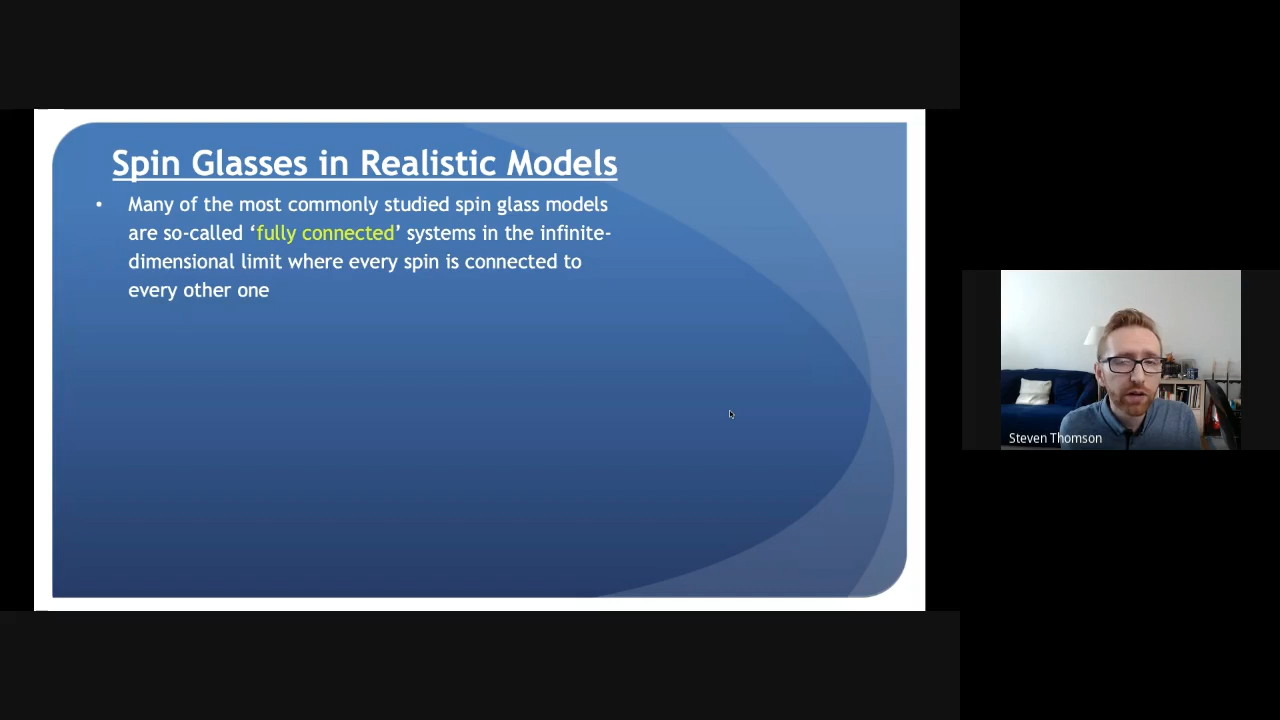 Spin Glasses in Realistic Models
• Many of the most commonly studied spin glass models
are so-called ‘fully connected’ systems in the infinite-
dimensional limit where every spin is connected to
every other one
Steven Thomson